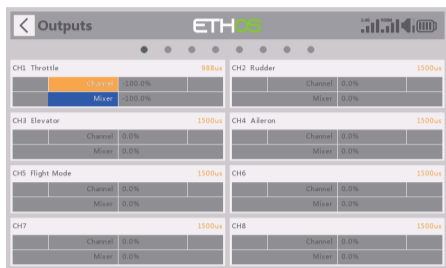 Outputs
ETHOS
2.4G
900M
CH1 Throttle 988us
Channel -100.0%
Mixer -100.0%
CH2 Rudder 1500us
Channel 0.0%
Mixer 0.0%
CH3 Elevator 1500us
Channel 0.0%
Mixer 0.0%
CH4 Aileron 1500us
Channel 0.0%
Mixer 0.0%
CH5 Flight Mode 1500us
Channel 0.0%
Mixer 0.0%
CH6 1500us
Channel 0.0%
Mixer 0.0%
CH7 1500us
Channel 0.0%
Mixer 0.0%
CH8 1500us
Channel 0.0%
Mixer 0.0%